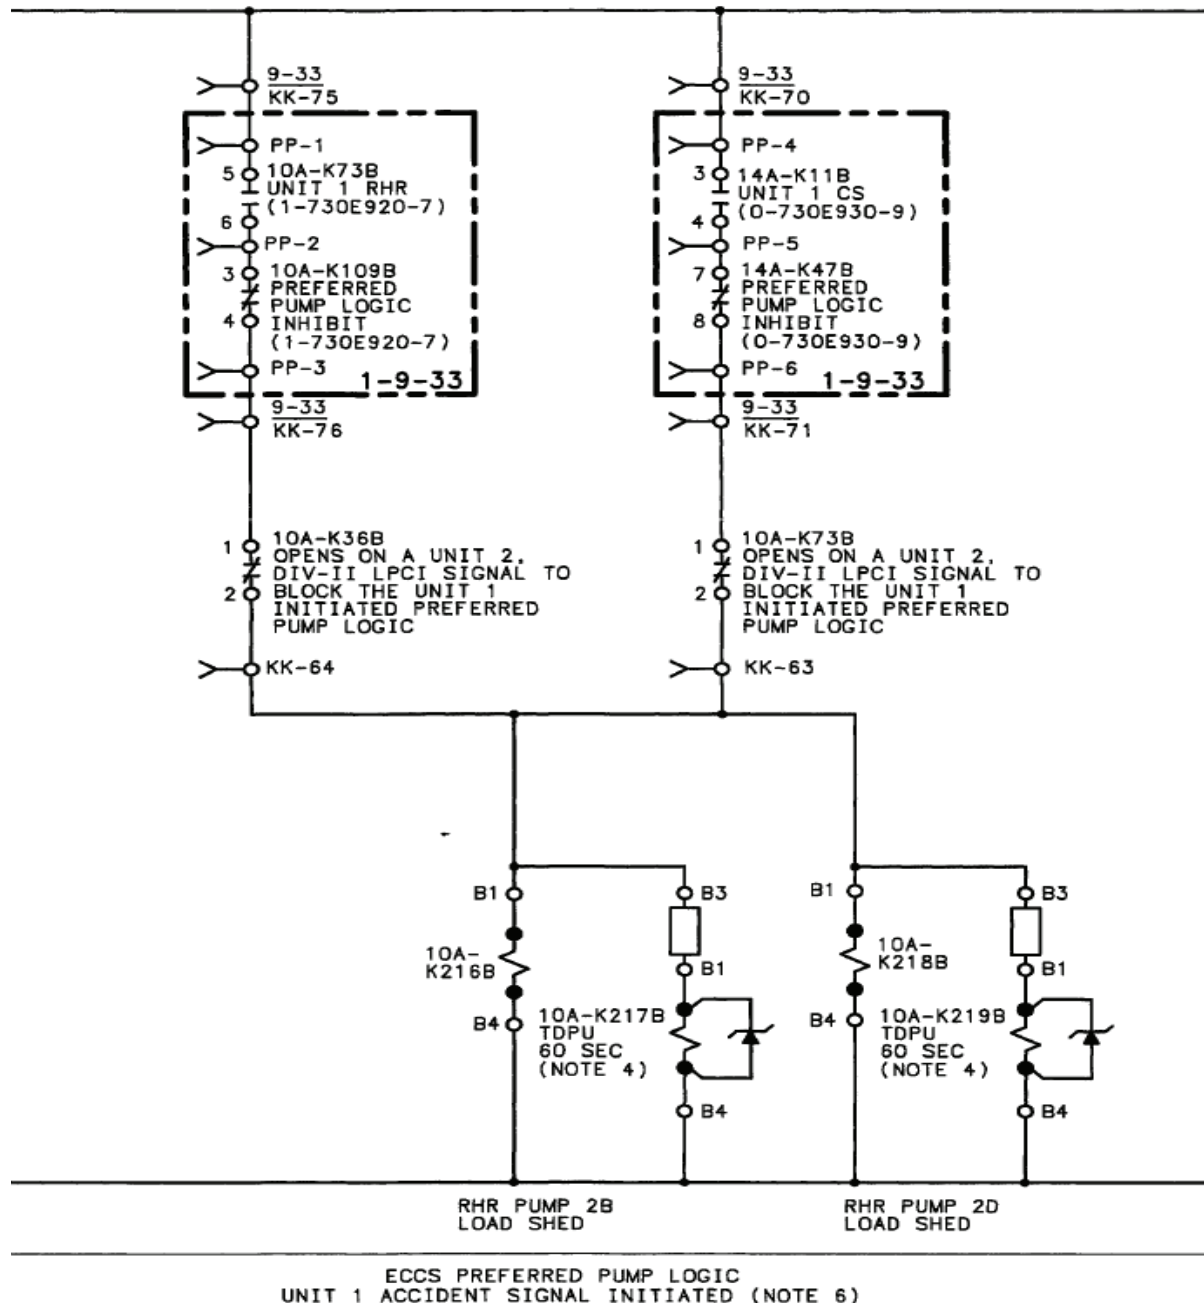 9-33
KK-75
PP-1
5
10A-K73B
UNIT 1 RHR
(1-730E920-7)
6
PP-2
3
10A-K109B
PREFERRED
PUMP LOGIC
4
INHIBIT
(1-730E920-7)
PP-3
1-9-33
9-33
KK-76
1
10A-K36B
OPENS ON A UNIT 2,
DIV-II LPCI SIGNAL TO
2
BLOCK THE UNIT 1
INITIATED PREFERRED
PUMP LOGIC
KK-64
9-33
KK-70
PP-4
3
14A-K11B
UNIT 1 CS
(0-730E930-9)
4
PP-5
7
14A-K47B
PREFERRED
PUMP LOGIC
8
INHIBIT
(0-730E930-9)
PP-6
1-9-33
9-33
KK-71
1
10A-K73B
OPENS ON A UNIT 2,
DIV-II LPCI SIGNAL TO
2
BLOCK THE UNIT 1
INITIATED PREFERRED
PUMP LOGIC
KK-63
B1
10A-
K216B
B4
B3
B1
10A-K217B
TDPU
60 SEC
(NOTE 4)
B4
B1
10A-
K218B
B4
B3
B1
10A-K219B
TDPU
60 SEC
(NOTE 4)
B4
RHR PUMP 2B
LOAD SHED
RHR PUMP 2D
LOAD SHED
ECCS PREFERRED PUMP LOGIC
UNIT 1 ACCIDENT SIGNAL INITIATED (NOTE 6)